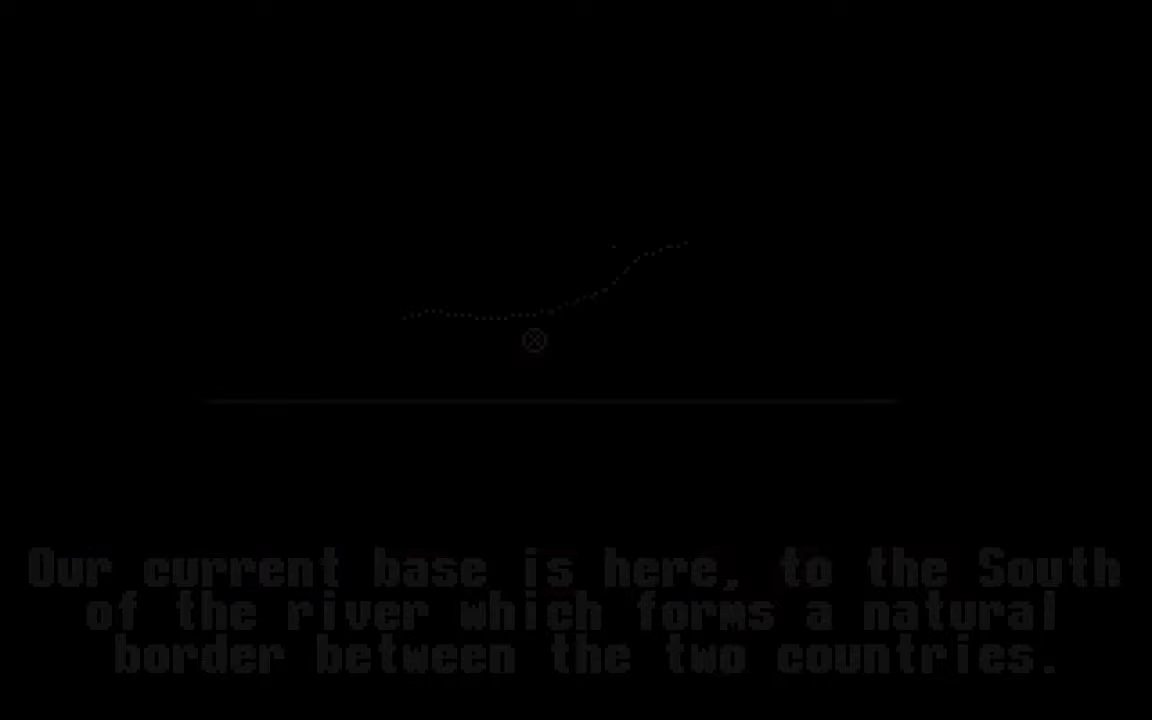 Our current base is here, to the South
of the river which forms a natural
border between the two countries.